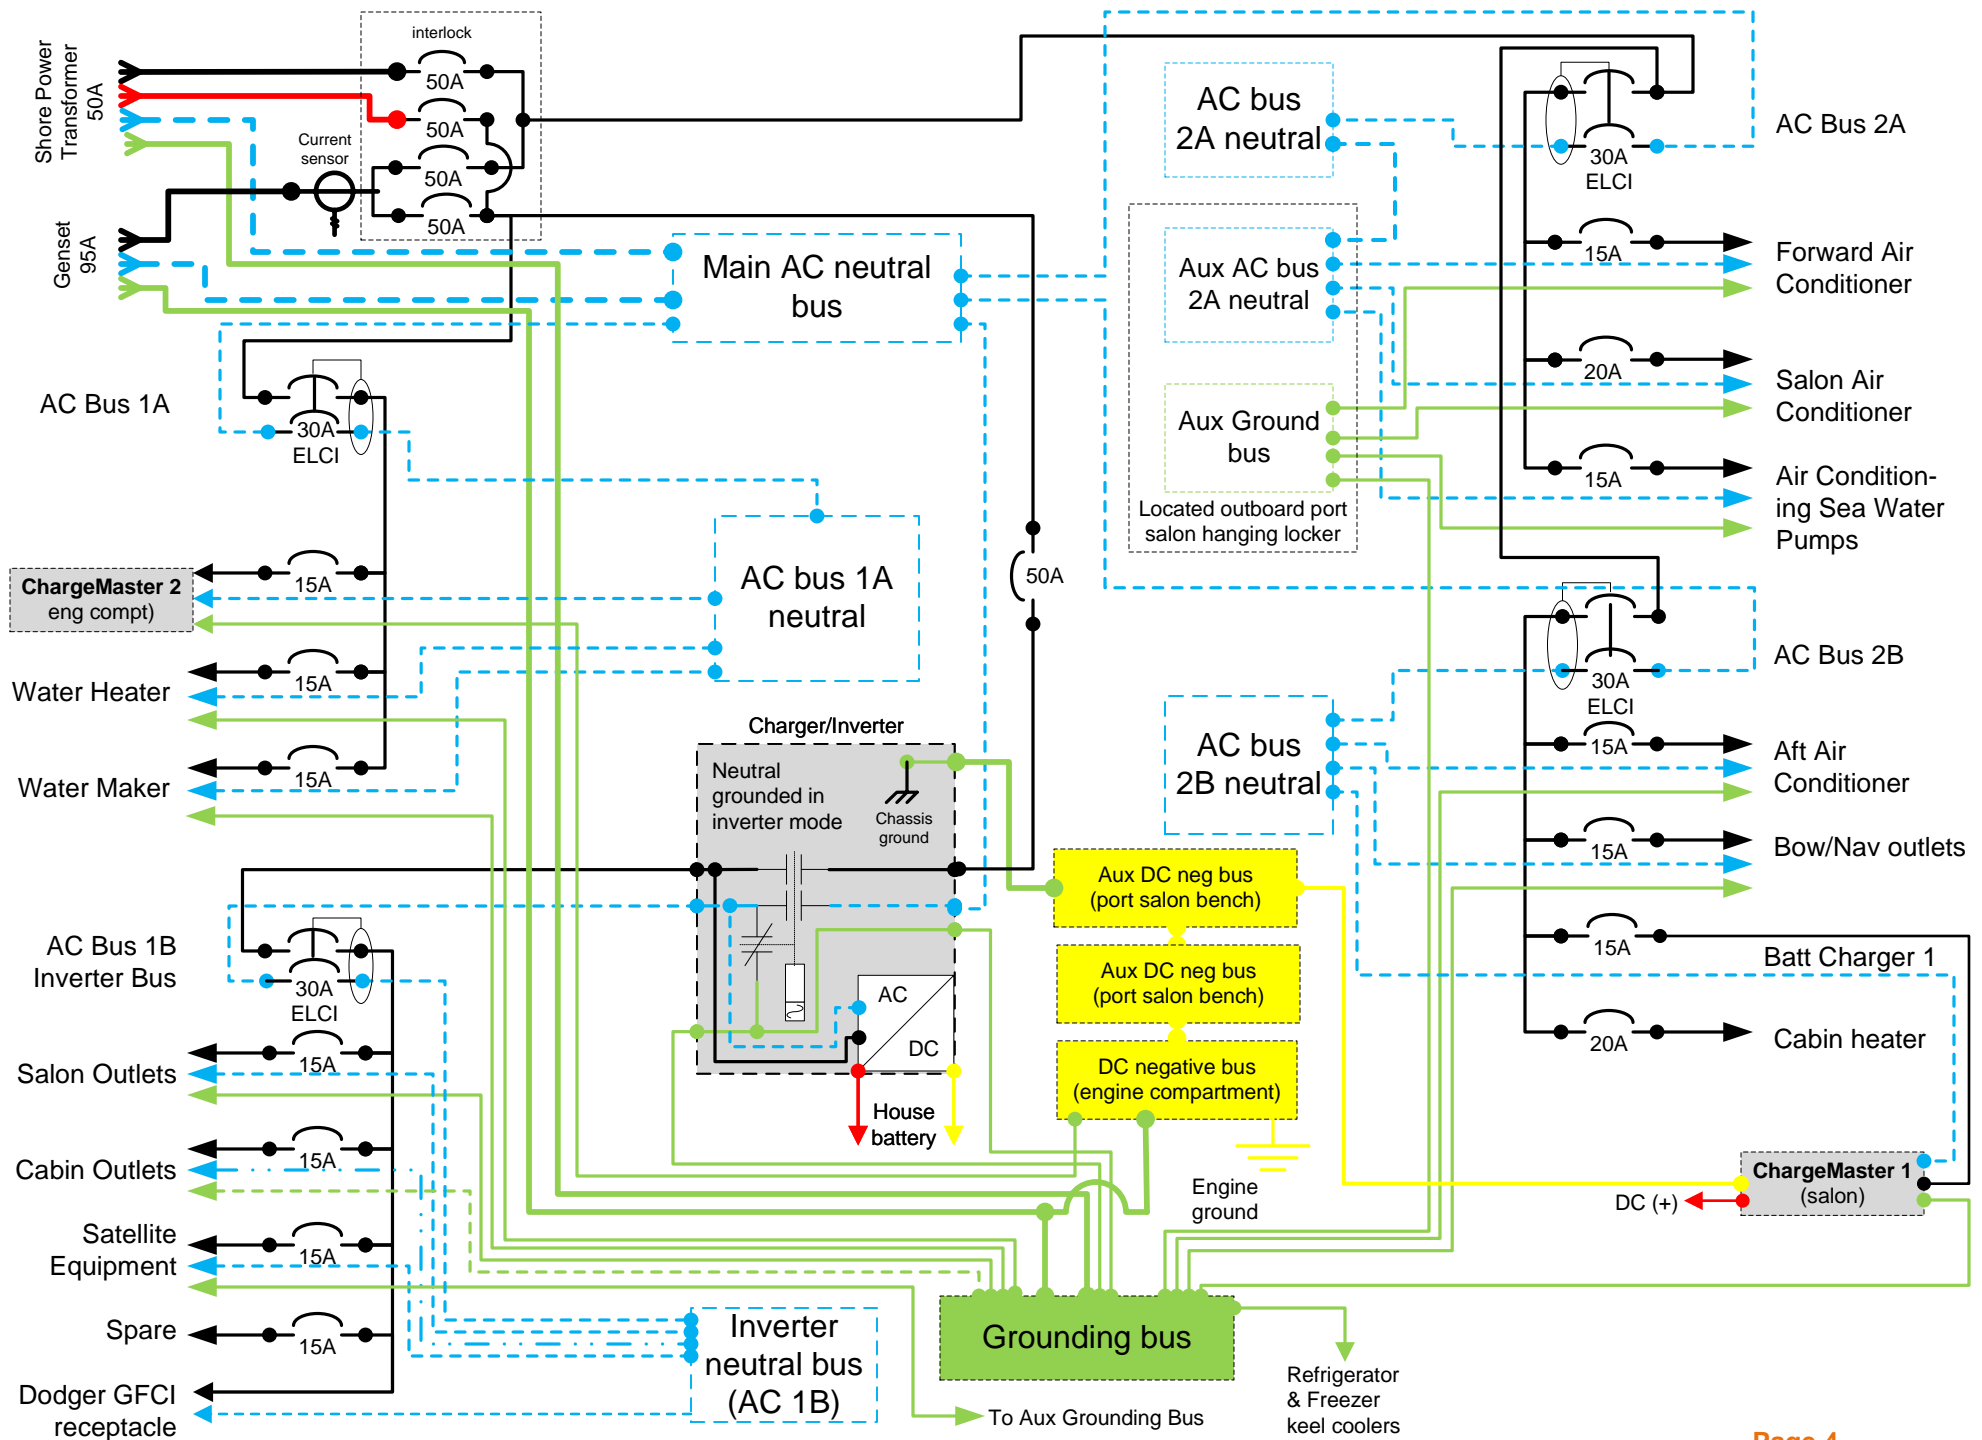 interlock
Shore Power
Transformer
50A
50A
50A
Current
sensor
50A
50A
Genset
95A
Main AC neutral
bus
AC Bus 1A
30A
ELCI
15A
ChargeMaster 2
eng compt)
15A
Water Heater
15A
Water Maker
AC bus 1A
neutral
50A
Charger/Inverter
Neutral
grounded in
inverter mode
Chassis
ground
AC
DC
House
battery
AC Bus 1B
Inverter Bus
30A
ELCI
15A
Salon Outlets
15A
Cabin Outlets
Satellite
Equipment
15A
Spare
15A
Dodger GFCI
receptacle
Inverter
neutral bus
(AC 1B)
AC bus
2A neutral
Aux AC bus
2A neutral
Aux Ground
bus
Located outboard port
salon hanging locker
AC Bus 2A
30A
ELCI
15A
Forward Air
Conditioner
20A
Salon Air
Conditioner
15A
Air Condition-
ing Sea Water
Pumps
AC Bus 2B
30A
ELCI
AC bus
2B neutral
15A
Aft Air
Conditioner
15A
Bow/Nav outlets
15A
Batt Charger 1
20A
Cabin heater
Aux DC neg bus
(port salon bench)
Aux DC neg bus
(port salon bench)
DC negative bus
(engine compartment)
Engine
ground
ChargeMaster 1
(salon)
DC (+)
Grounding bus
Refrigerator
& Freezer
keel coolers
To Aux Grounding Bus
Page 4